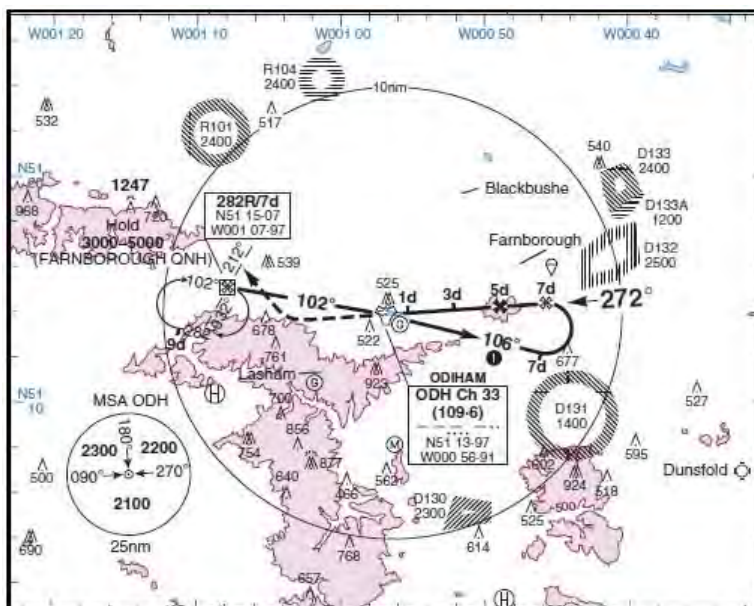 W001 20
W001 10
W001 00
W000 50
W000 40
R104
2400
10nm
532
R101
2400
517
540
D133
2400
N51
20
1247
968
720
282R/7d
N51 15·07
W001 07·97
Blackbushe
D133A
1200
Hold
3000-5000
(FARNBOROUGH QNH)
Farnborough
D132
2500
212°
539
525
102°
102°
1d
3d
5d
7d
272°
9d
678
522
106°
761
7d
677
923
Lasham
G
G
ODIHAM
ODH Ch 33
(109·6)
N51 13·97
W000 56·91
D131
1400
527
N51
10
MSA ODH
H
700
856
M
180°
2300
2200
754
877
595
Dunsfold
500
090°
270°
640
562
602
466
924
518
2100
D130
2300
525
500
500
25nm
690
768
614
657
H